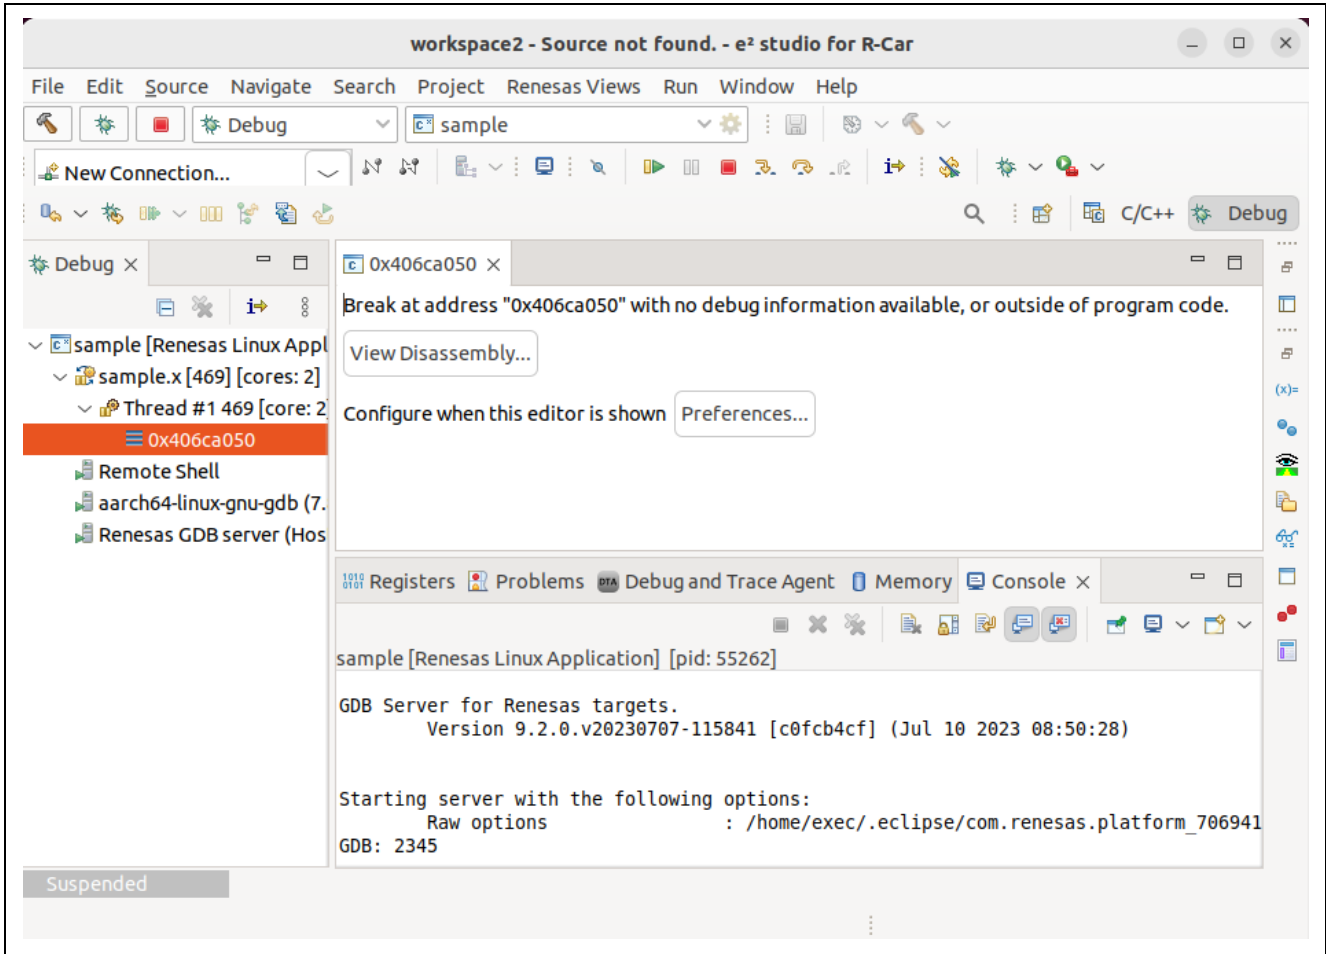 workspace2 - Source not found. - e² studio for R-Car
File Edit Source Navigate Search Project Renesas Views Run Window Help
Debug sample
New Connection...
C/C++ Debug
Debug
0x406ca050
Break at address "0x406ca050" with no debug information available, or outside of program code.
View Disassembly...
Configure when this editor is shown Preferences...
sample [Renesas Linux Appl
sample.x [469] [cores: 2]
Thread #1 469 [core: 2
0x406ca050
Remote Shell
aarch64-linux-gnu-gdb (7.
Renesas GDB server (Hos
Registers Problems Debug and Trace Agent Memory Console
sample [Renesas Linux Application] [pid: 55262]
GDB Server for Renesas targets.
Version 9.2.0.v20230707-115841 [c0fcb4cf] (Jul 10 2023 08:50:28)
Starting server with the following options:
Raw options : /home/exec/.eclipse/com.renesas.platform_706941
GDB: 2345
Suspended